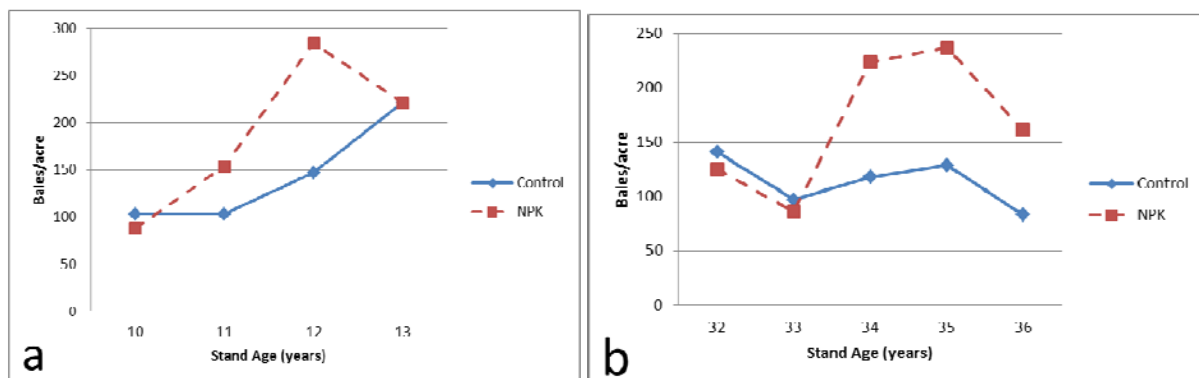 300
250
200
150
100
50
0
Bales/acre
10 11 12 13
Stand Age (years)
Control
NPK
a
250
200
150
100
50
0
Bales/acre
32 33 34 35 36
Stand Age (years)
Control
NPK
b